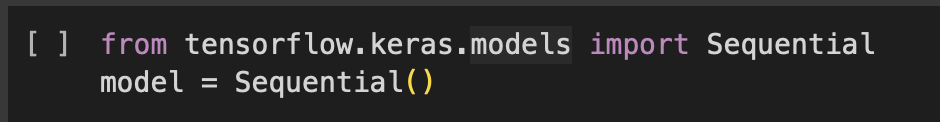 [ ] from tensorflow.keras.models import Sequential
model = Sequential()